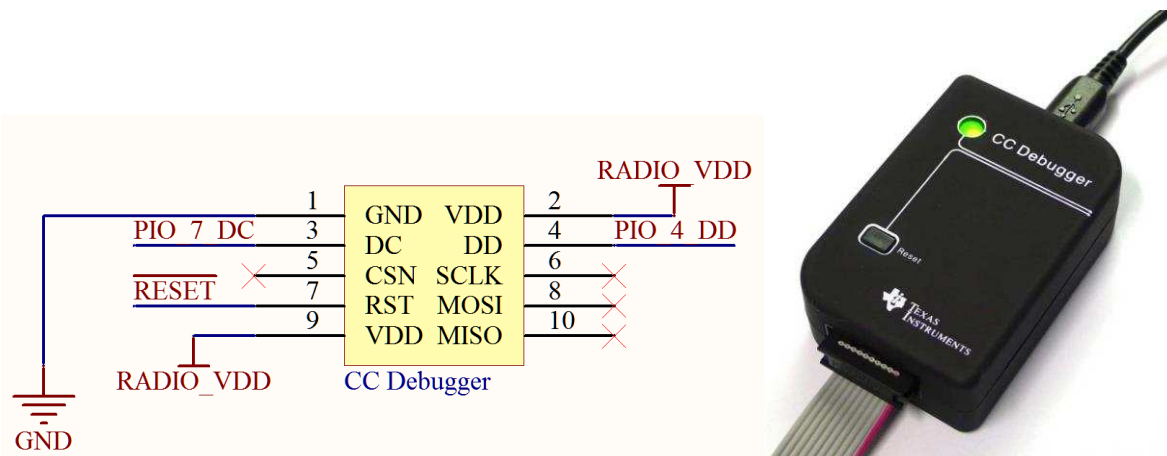 RADIO_VDD
1
GND VDD
2
PIO_7_DC
3
DC DD
4
PIO_4_DD
5
CSN SCLK
6
RESET
7
RST MOSI
8
9
VDD MISO
10
RADIO_VDD
CC Debugger
GND
CC Debugger
Reset
TEXAS
INSTRUMENTS